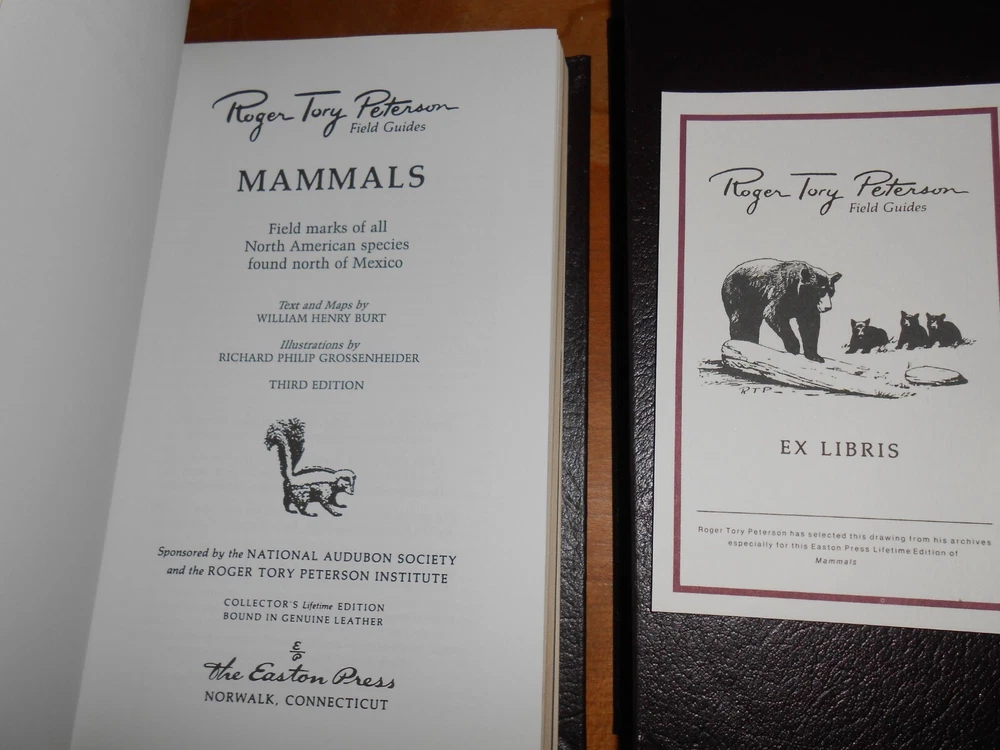 Roger Tory Peterson
Field Guides
MAMMALS
Field marks of all
North American species
found north of Mexico
Text and Maps by
WILLIAM HENRY BURT
Illustrations by
RICHARD PHILIP GROSSENHEIDER
THIRD EDITION
Sponsored by the NATIONAL AUDUBON SOCIETY
and the ROGER TORY PETERSON INSTITUTE
COLLECTOR'S Lifetime EDITION
BOUND IN GENUINE LEATHER
E
P
the Easton Press
NORWALK, CONNECTICUT
Roger Tory Peterson
Field Guides
RTP
EX LIBRIS
Roger Tory Peterson has selected this drawing from his archives
especially for this Easton Press Lifetime Edition of
Mammals